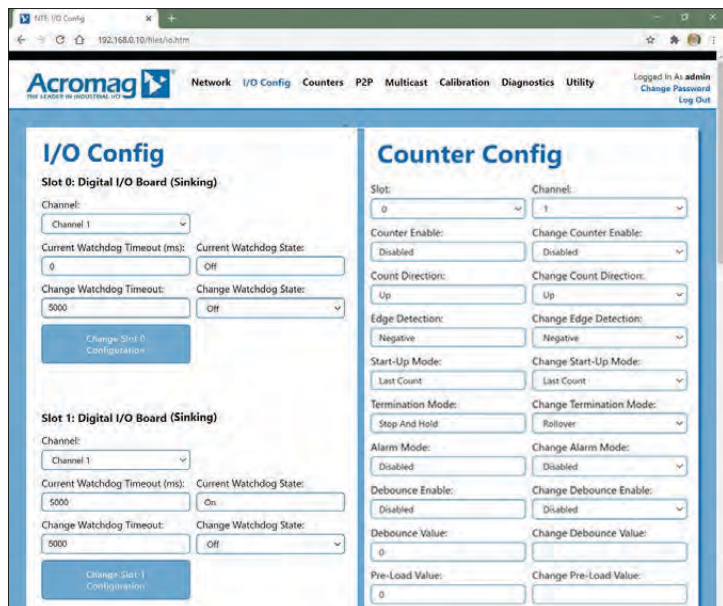 NTE I/O Config
192.168.0.10/files/io.htm
Acromag
THE LEADER IN INDUSTRIAL I/O
Network I/O Config Counters P2P Multicast Calibration Diagnostics Utility
Logged In As admin
Change Password
Log Out
I/O Config
Slot 0: Digital I/O Board (Sinking)
Channel:
Channel 1
Current Watchdog Timeout (ms): Current Watchdog State:
0 Off
Change Watchdog Timeout: Change Watchdog State:
5000 Off
Change Slot 0
Configuration
Slot 1: Digital I/O Board (Sinking)
Channel:
Channel 1
Current Watchdog Timeout (ms): Current Watchdog State:
5000 On
Change Watchdog Timeout: Change Watchdog State:
5000 Off
Change Slot 1
Configuration
Counter Config
Slot: Channel:
0 1
Counter Enable: Change Counter Enable:
Disabled Disabled
Count Direction: Change Count Direction:
Up Up
Edge Detection: Change Edge Detection:
Negative Negative
Start-Up Mode: Change Start-Up Mode:
Last Count Last Count
Termination Mode: Change Termination Mode:
Stop And Hold Rollover
Alarm Mode: Change Alarm Mode:
Disabled Disabled
Debounce Enable: Change Debounce Enable:
Disabled Disabled
Debounce Value: Change Debounce Value:
0
Pre-Load Value: Change Pre-Load Value:
0